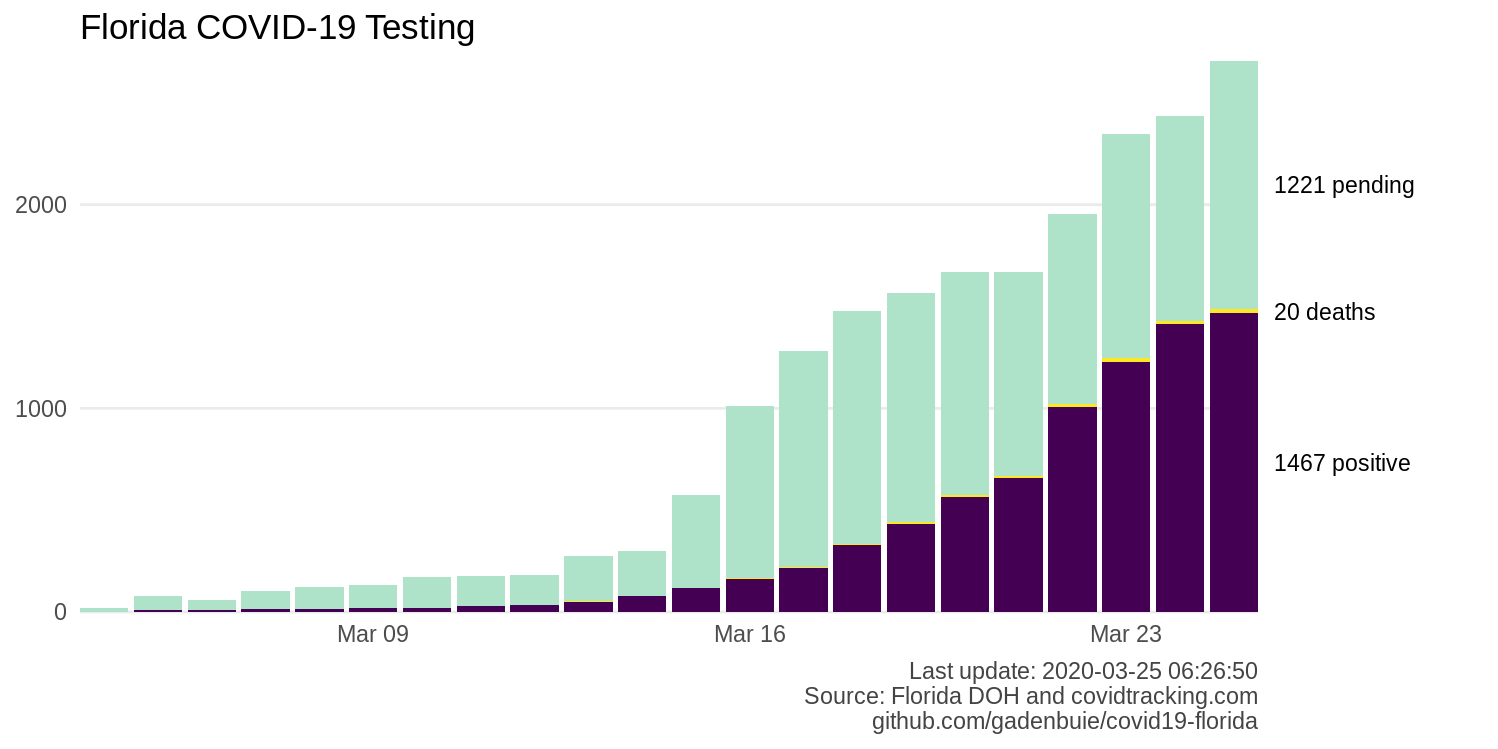 Florida COVID-19 Testing
2000
1000
0
1221 pending
20 deaths
1467 positive
Mar 09
Mar 16
Mar 23
Last update: 2020-03-25 06:26:50
Source: Florida DOH and covidtracking.com
github.com/gadenbuie/covid19-florida